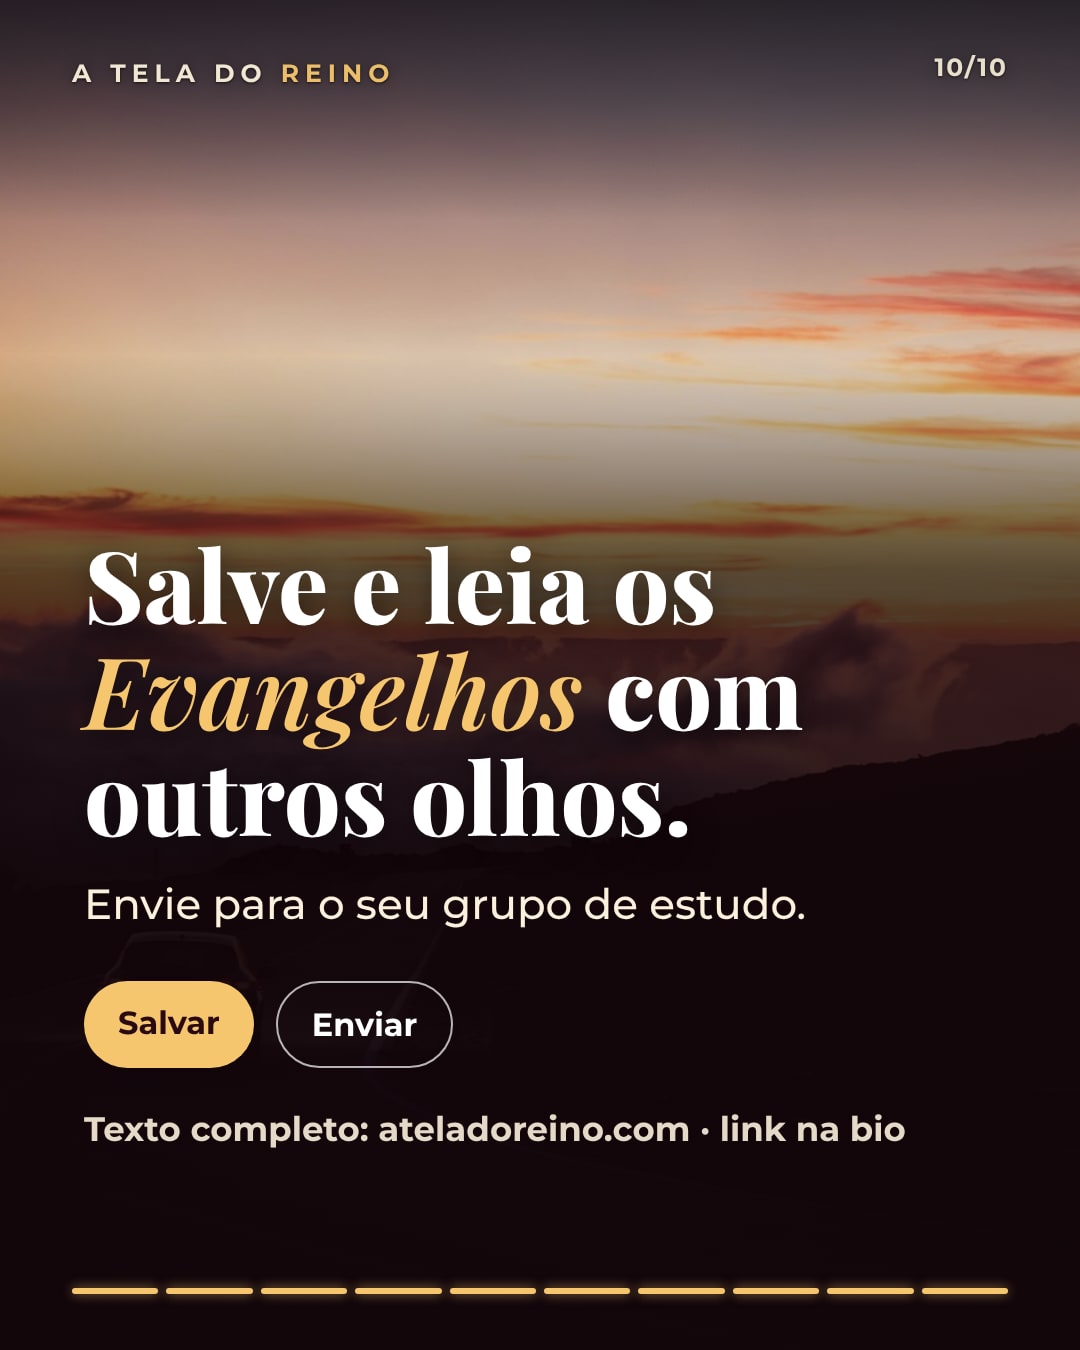 A TELA DO REINO
10/10
Salve e leia os
Evangelhos com
outros olhos.
Envie para o seu grupo de estudo.
Salvar
Enviar
Texto completo: ateladoreino.com · link na bio